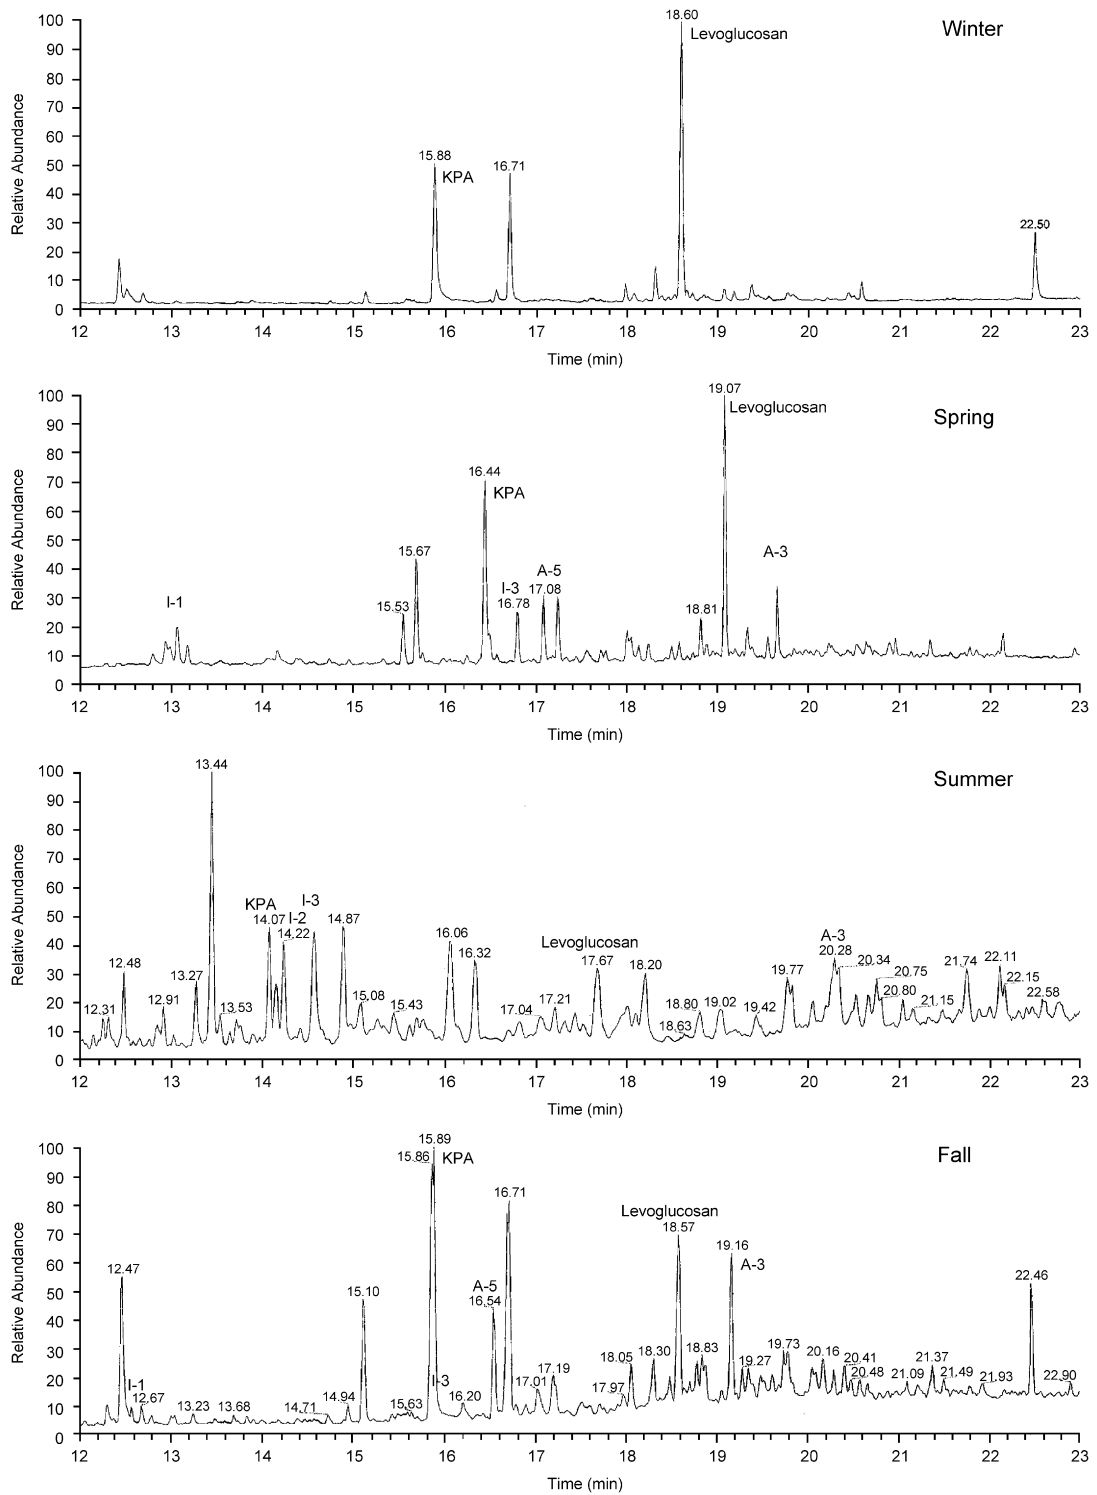 18.60
100
Winter
Levoglucosan
90
80
70
60
15.88
16.71
50
KPA
40
30
22.50
20
10
0
12 13 14 15 16 17 18 19 20 21 22 23
Relative Abundance
Time (min)
19.07
100
Levoglucosan
Spring
90
80
16.44
70
KPA
60
15.67
A-3
50
A-5
40
I-3 17.08
I-1
15.53 16.78 18.81
30
20
10
0
12 13 14 15 16 17 18 19 20 21 22 23
Relative Abundance
Time (min)
13.44
100
Summer
90
80
70
60
I-3
KPA
14.07 I-2 14.87
50
14.22 16.06 Levoglucosan A-3
40
12.48 16.32 17.67 18.20 19.77 20.28 20.34 21.74 22.11
30
13.27 20.75 22.15
20
12.31 12.91 13.53 15.08 15.43 17.04 17.21 18.63 18.80 19.02 19.42 20.80 21.15 22.58
10
0
12 13 14 15 16 17 18 19 20 21 22 23
Relative Abundance
Time (min)
15.89
100
15.86 KPA
Fall
90
16.71
80
Levoglucosan
70
18.57
19.16
60
12.47 A-3 22.46
50
15.10 A-5
16.54
40
30
18.05 18.30 18.83 19.27 19.73 20.16 20.41 21.37
20
I-1 I-3 17.01 17.19 20.48 21.09 21.49 21.93 22.90
12.67 14.94 16.20 17.97
10
13.23 13.68 14.71 15.63
0
12 13 14 15 16 17 18 19 20 21 22 23
Relative Abundance
Time (min)